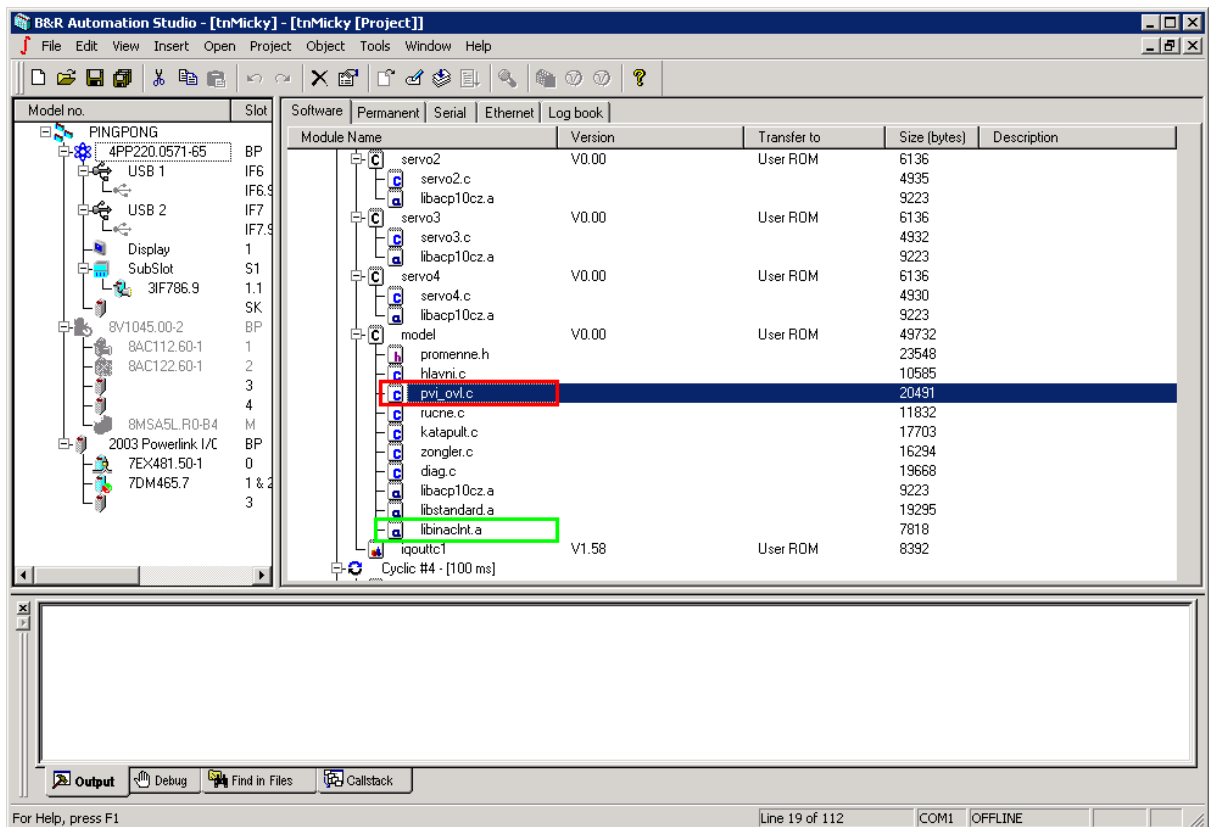 B&R Automation Studio - [tnMicky] - [tnMicky [Project]]
File Edit View Insert Open Project Object Tools Window Help
Model no. Slot
PINGPONG
4PP220.0571-65 BP
USB 1 IF6
IF6.9
USB 2 IF7
IF7.9
Display 1
SubSlot S1
3IF786.9 1.1
SK
8V1045.00-2 BP
8AC112.60-1 1
8AC122.60-1 2
3
4
8MSA5L.R0-B4 M
2003 Powerlink I/C BP
7EX481.50-1 0
7DM465.7 1 & 2
3
Software Permanent Serial Ethernet Log book
Module Name Version Transfer to Size (bytes) Description
servo2 V0.00 User ROM 6136
servo2.c 4935
libacp10cz.a 9223
servo3 V0.00 User ROM 6136
servo3.c 4932
libacp10cz.a 9223
servo4 V0.00 User ROM 6136
servo4.c 4930
libacp10cz.a 9223
model V0.00 User ROM 49732
promenne.h 23548
hlavni.c 10585
pvi_ovl.c 20491
rucne.c 11832
katapult.c 17703
zongler.c 16294
diag.c 19668
libacp10cz.a 9223
libstandard.a 19295
libinaclnt.a 7818
iqouttc1 V1.58 User ROM 8392
Cyclic #4 - [100 ms]
Output Debug Find in Files Callstack
For Help, press F1 Line 19 of 112 COM1 OFFLINE